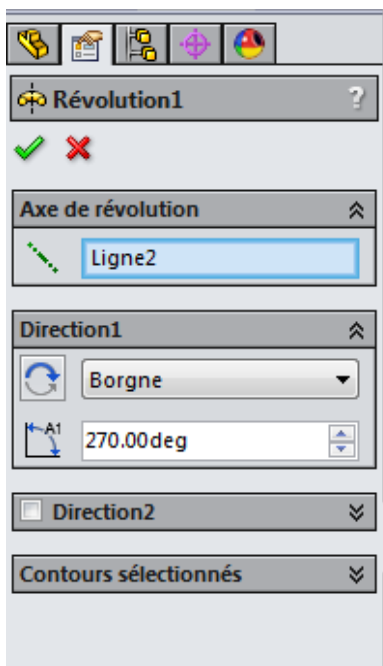 Révolution1 ?
Axe de révolution
Ligne2
Direction1
Borgne
A1
270.00deg
Direction2
Contours sélectionnés